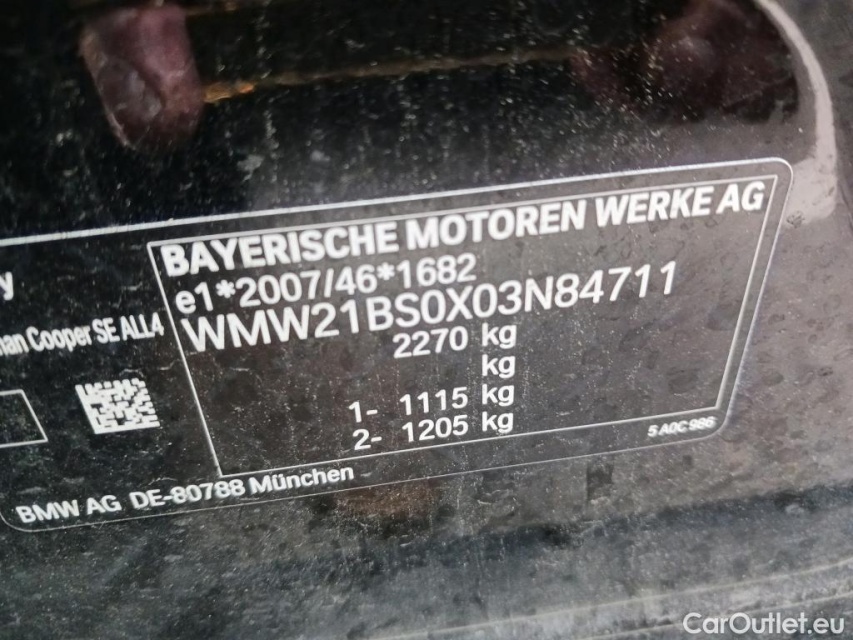 BAYERISCHE MOTOREN WERKE AG
e1*2007/46*1682
WMW21BS0X03N84711
2270 kg
kg
1- 1115 kg
2- 1205 kg
5 A0C 986
y
Cooper SE ALL4
BMW AG DE-80788 München
CarOutlet.eu